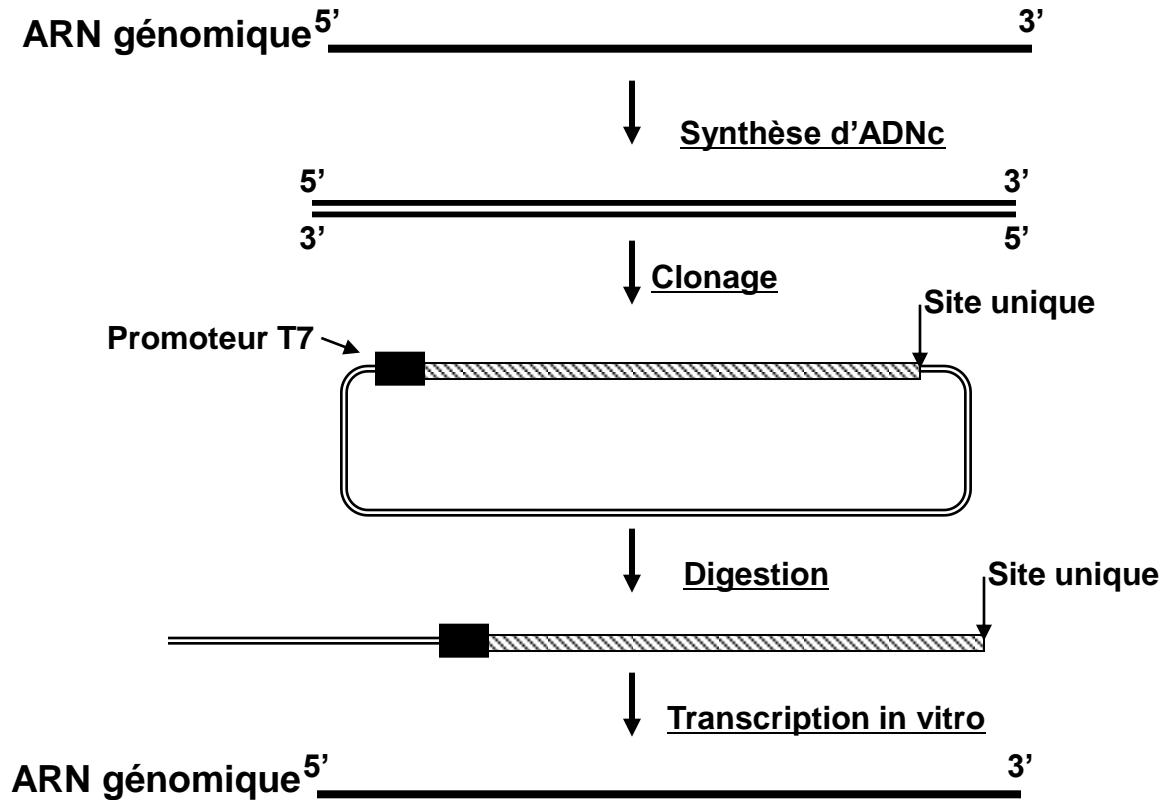 ARN génomique 5’ 3’
Synthèse d’ADNc
5’ 3’
3’ 5’
Clonage
Site unique
Promoteur T7
Digestion
Site unique
Transcription in vitro
ARN génomique 5’ 3’